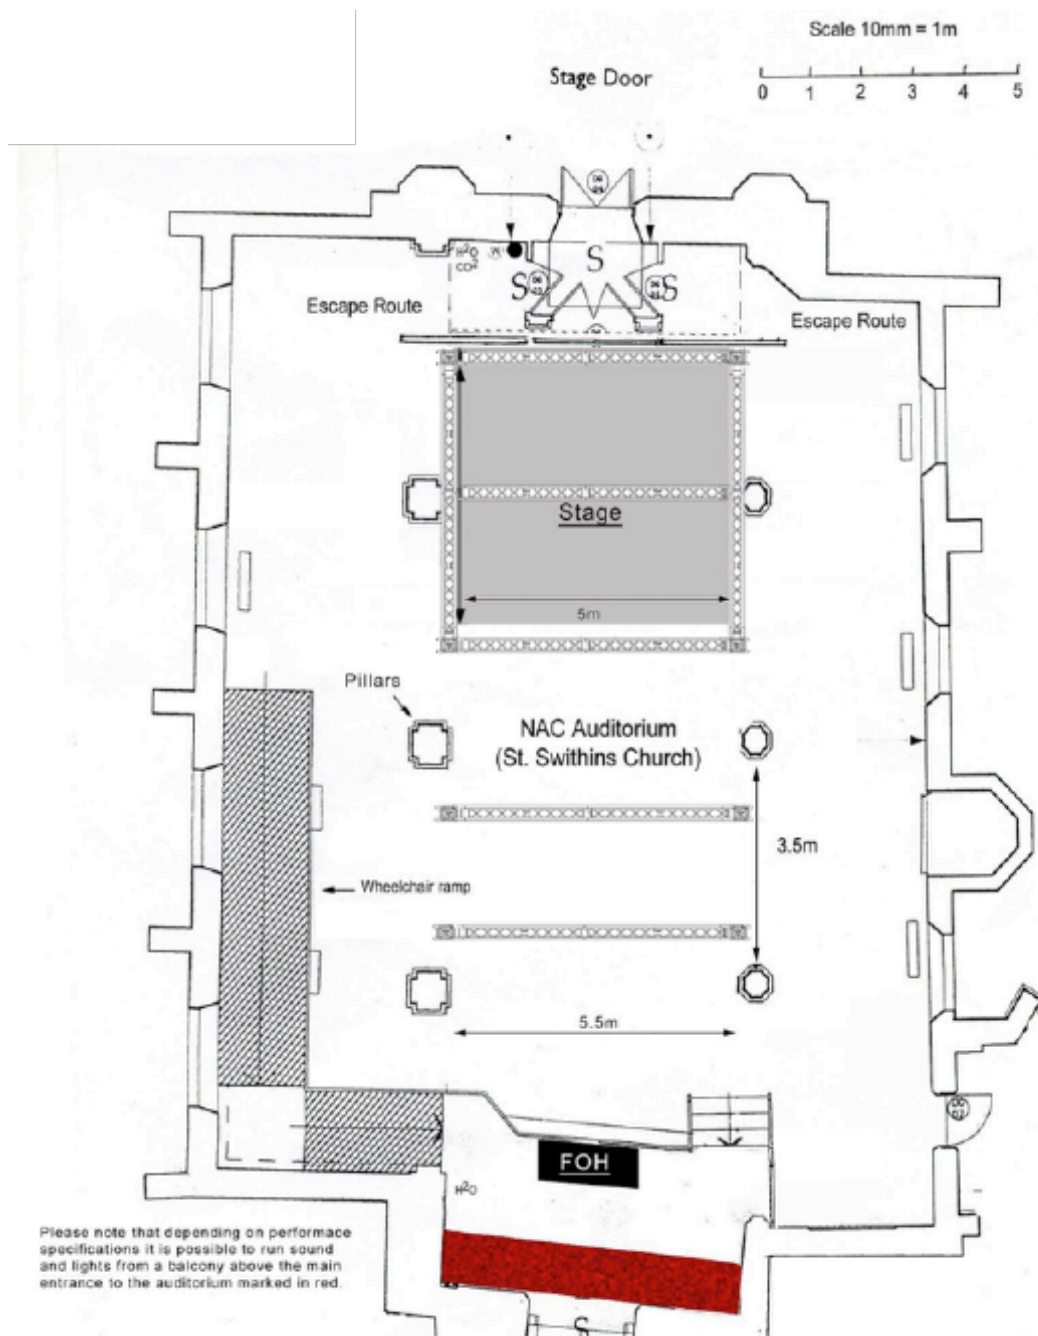 Scale 10mm = 1m
Stage Door
0 1 2 3 4 5
S
H²O
CO²
S
S
Escape Route
Escape Route
Stage
5m
Pillars
NAC Auditorium
(St. Swithins Church)
3.5m
Wheelchair ramp
5.5m
FOH
H²O
Please note that depending on performace
specifications it is possible to run sound
and lights from a balcony above the main
entrance to the auditorium marked in red.
S